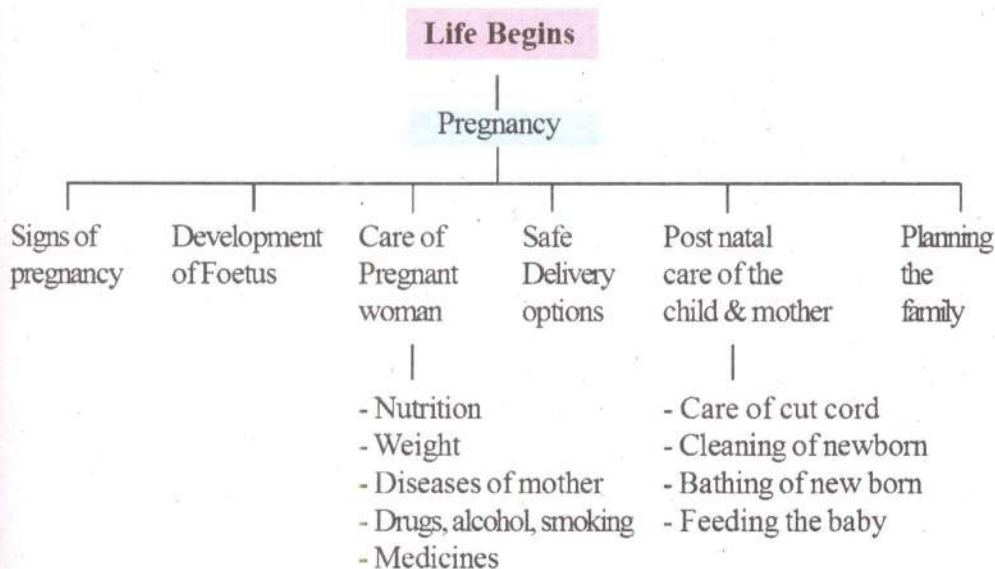 Life Begins
Pregnancy
Signs of
pregnancy
Development
of Foetus
Care of
Pregnant
woman
Safe
Delivery
options
Post natal
care of the
child & mother
Planning
the
family
- Nutrition
- Weight
- Diseases of mother
- Drugs, alcohol, smoking
- Medicines
- Care of cut cord
- Cleaning of newborn
- Bathing of new born
- Feeding the baby